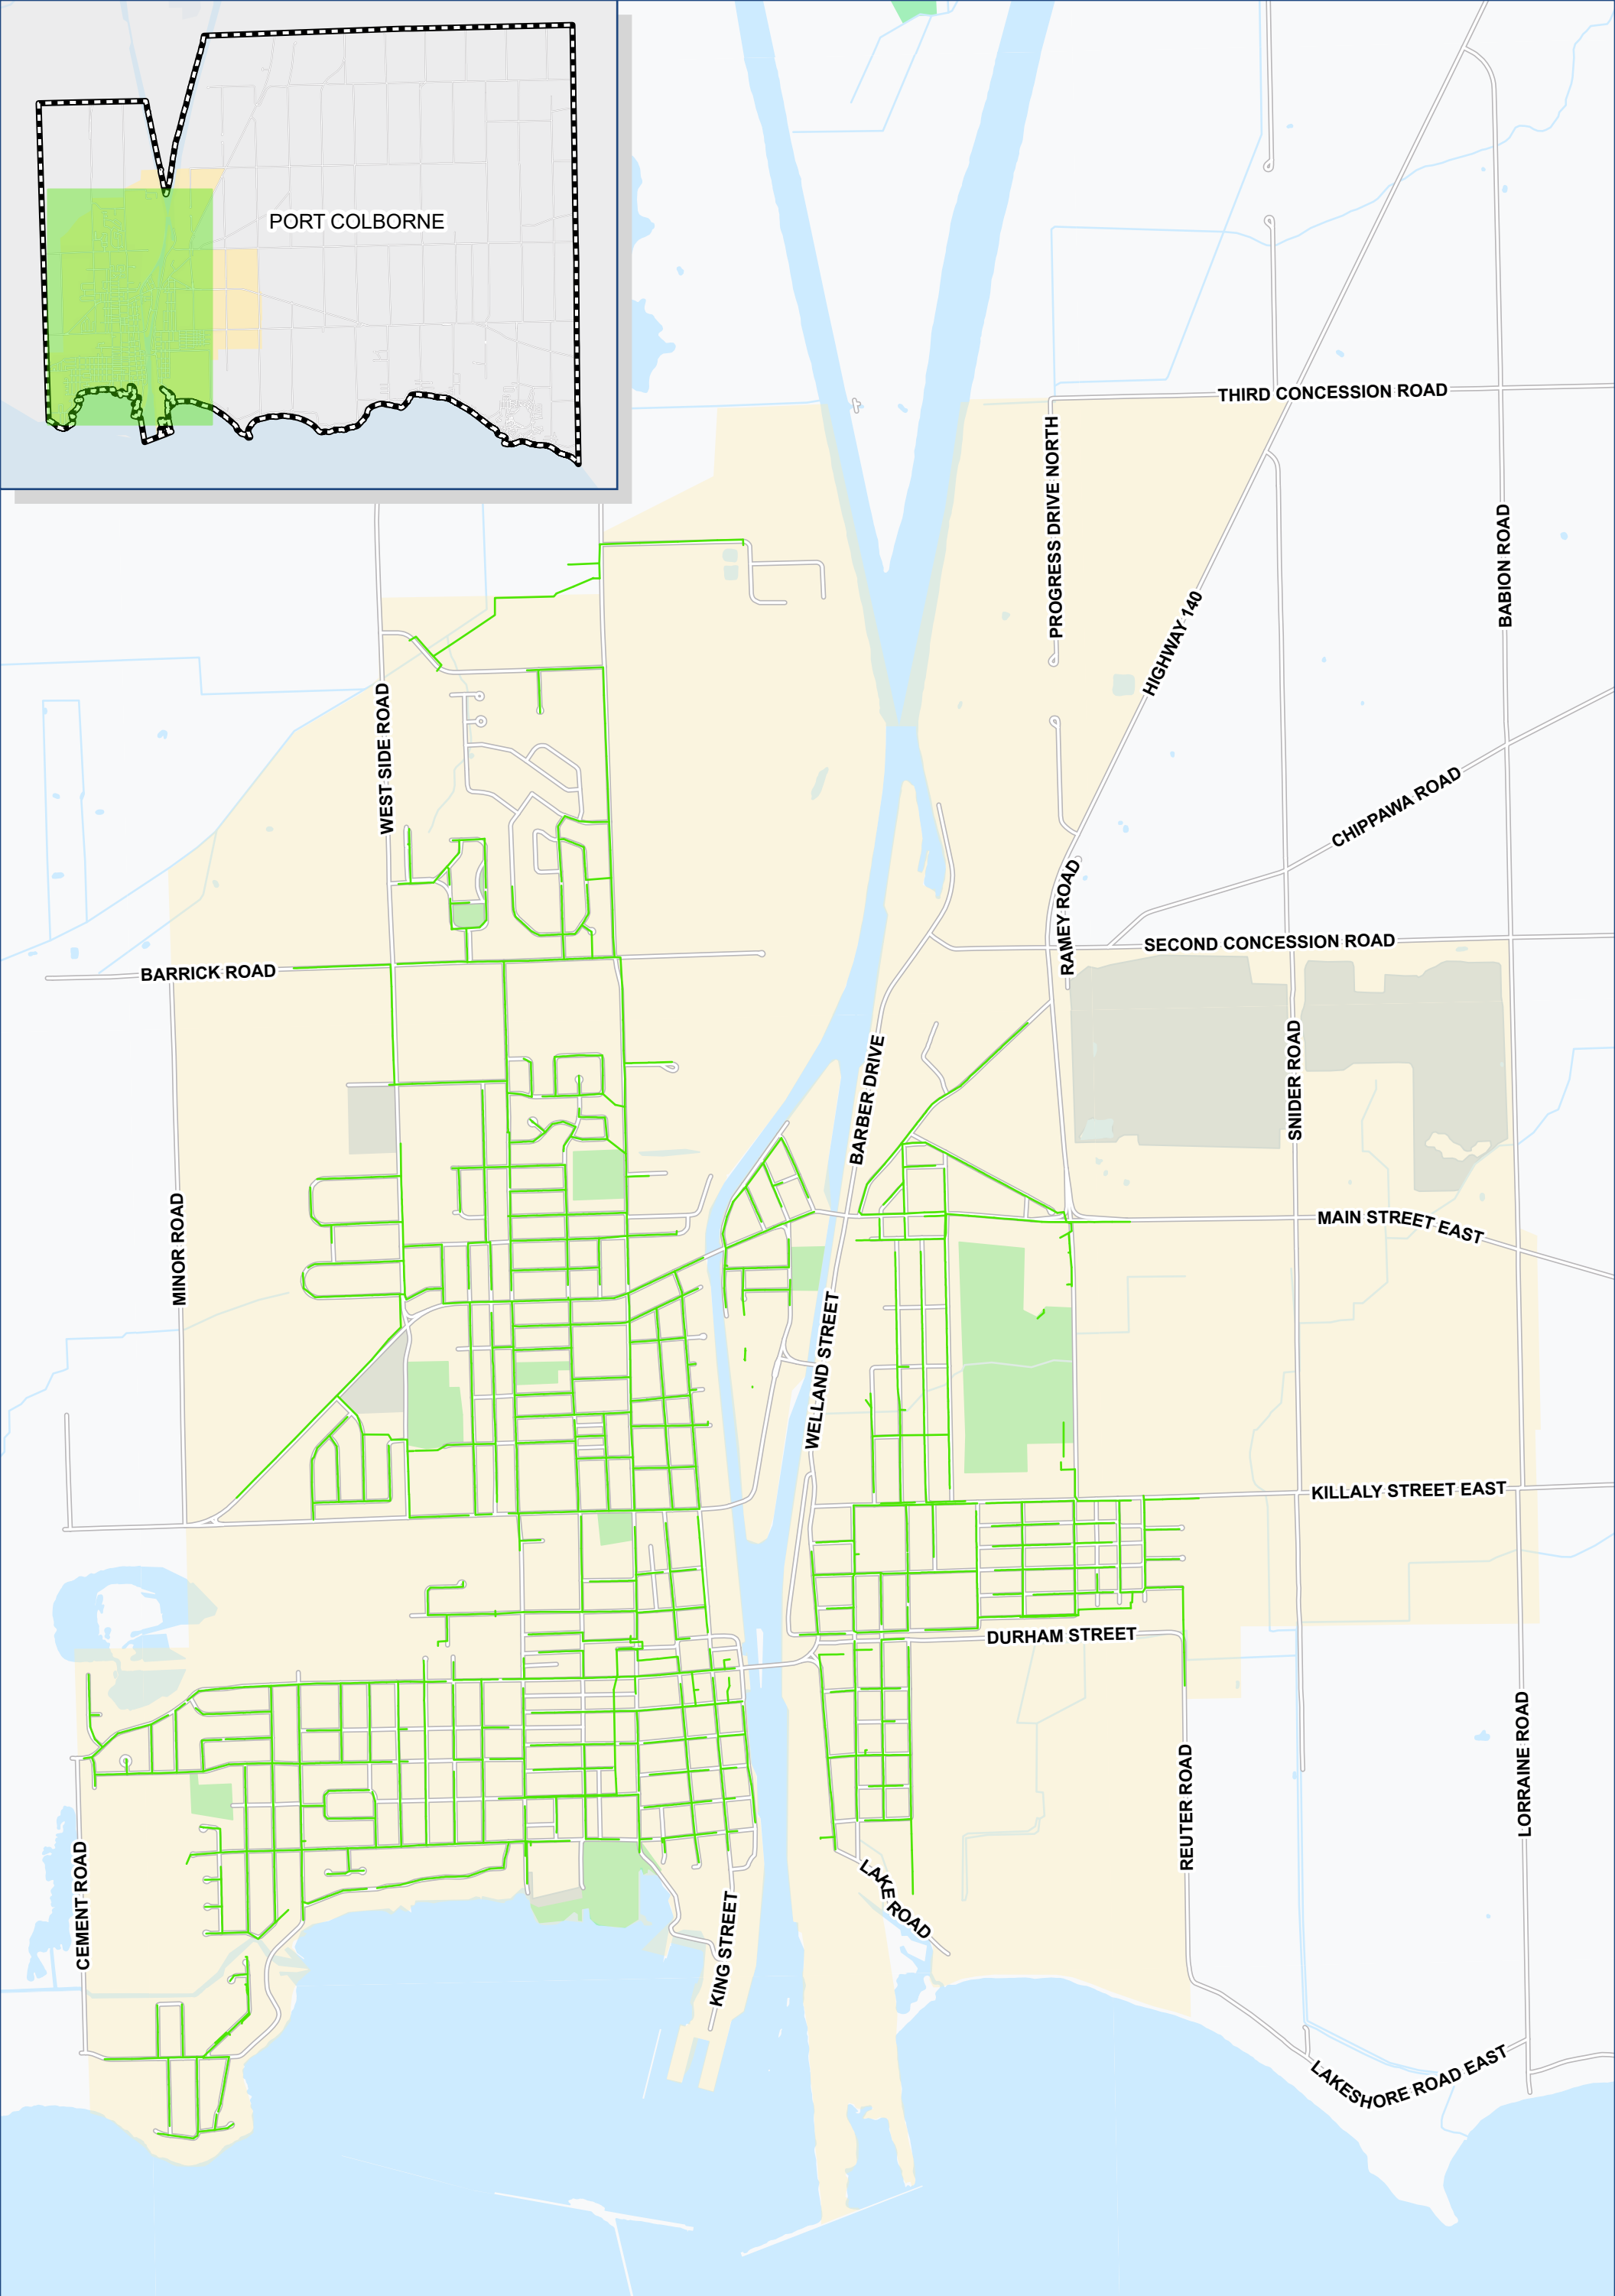 PORT COLBORNE
THIRD CONCESSION ROAD
PROGRESS DRIVE NORTH
BABION ROAD
HIGHWAY 140
WEST SIDE ROAD
CHIPPAWA ROAD
RAMEY ROAD
SECOND CONCESSION ROAD
BARRICK ROAD
BARBER DRIVE
SNIDER ROAD
MINOR ROAD
MAIN STREET EAST
WELLAND STREET
KILLALY STREET EAST
DURHAM STREET
REUTER ROAD
LORRAINE ROAD
CEMENT ROAD
LAKE ROAD
KING STREET
LAKESHORE ROAD EAST